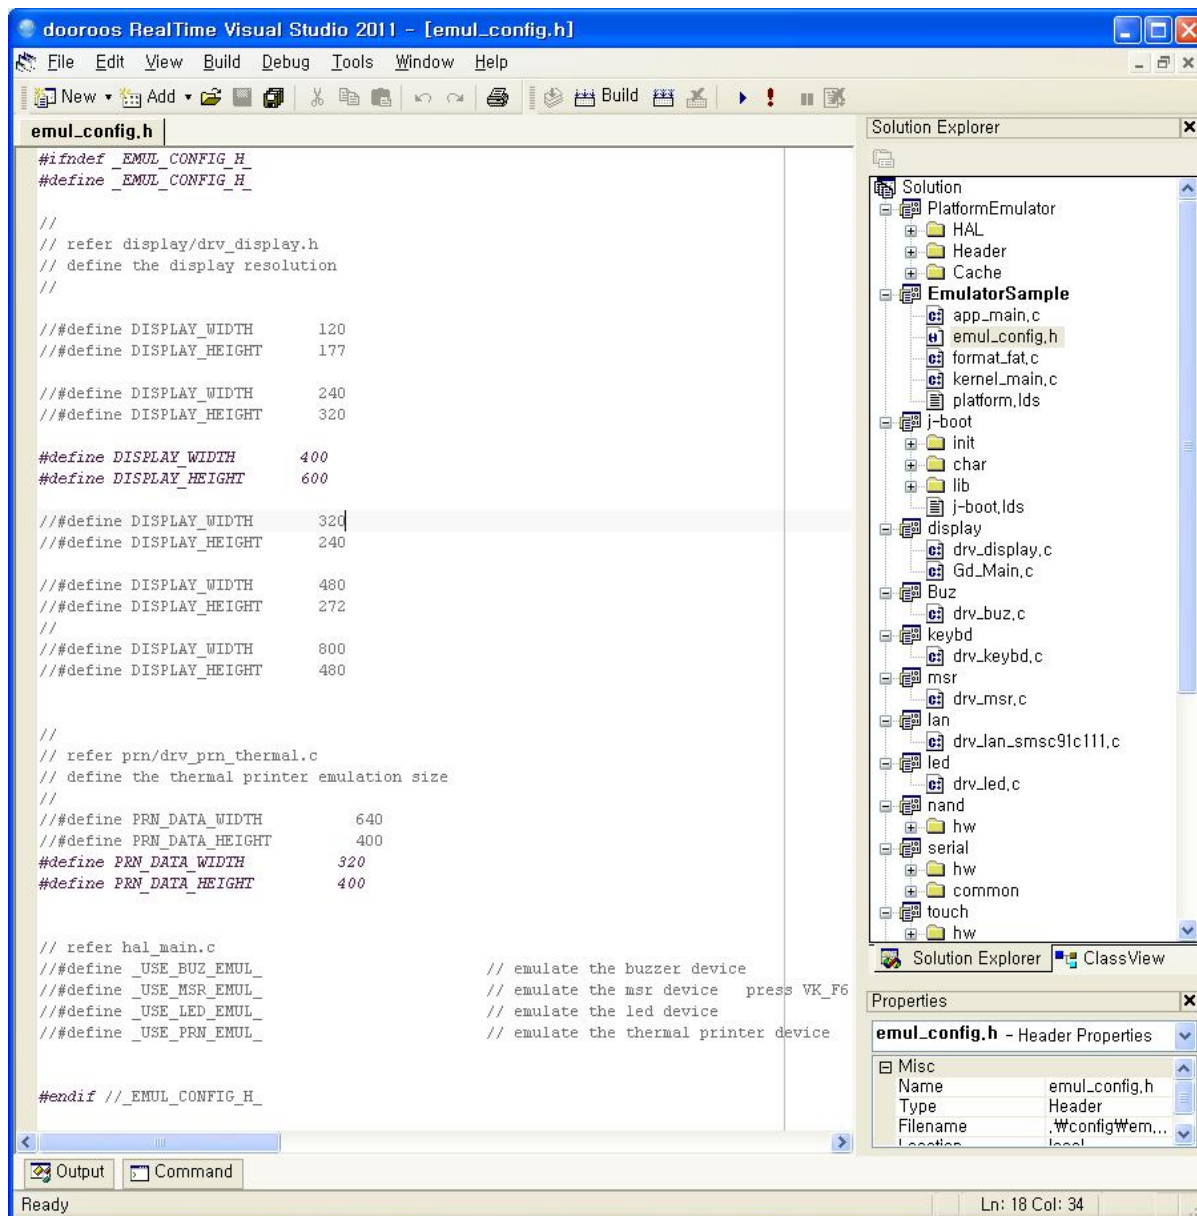 dooroos RealTime Visual Studio 2011 - [emul_config.h]
File Edit View Build Debug Tools Window Help
New Add Build
emul_config.h
#ifndef _EMUL_CONFIG_H_
#define _EMUL_CONFIG_H_
//
// refer display/drv_display.h
// define the display resolution
//
//#define DISPLAY_WIDTH 120
//#define DISPLAY_HEIGHT 177
//#define DISPLAY_WIDTH 240
//#define DISPLAY_HEIGHT 320
#define DISPLAY_WIDTH 400
#define DISPLAY_HEIGHT 600
//#define DISPLAY_WIDTH 320
//#define DISPLAY_HEIGHT 240
//#define DISPLAY_WIDTH 480
//#define DISPLAY_HEIGHT 272
//
//#define DISPLAY_WIDTH 800
//#define DISPLAY_HEIGHT 480
//
// refer prn/drv_prn_thermal.c
// define the thermal printer emulation size
//
//#define PRN_DATA_WIDTH 640
//#define PRN_DATA_HEIGHT 400
#define PRN_DATA_WIDTH 320
#define PRN_DATA_HEIGHT 400
// refer hal_main.c
//#define _USE_BUZ_EMUL_ // emulate the buzzer device
//#define _USE_MSR_EMUL_ // emulate the msr device press VK_F6
//#define _USE_LED_EMUL_ // emulate the led device
//#define _USE_PRN_EMUL_ // emulate the thermal printer device
#endif //_EMUL_CONFIG_H_
Solution Explorer
Solution
PlatformEmulator
HAL
Header
Cache
EmulatorSample
app_main.c
emul_config.h
format_fat.c
kernel_main.c
platform.lds
j-boot
init
char
lib
j-boot.lds
display
drv_display.c
Gd_Main.c
Buz
drv_buz.c
keybd
drv_keybd.c
msr
drv_msr.c
lan
drv_lan_smsc91c111.c
led
drv_led.c
nand
hw
serial
hw
common
touch
hw
Solution Explorer ClassView
Properties
emul_config.h - Header Properties
Misc
Name emul_config.h
Type Header
Filename .₩config₩em...
Location local
Output Command
Ready Ln: 18 Col: 34